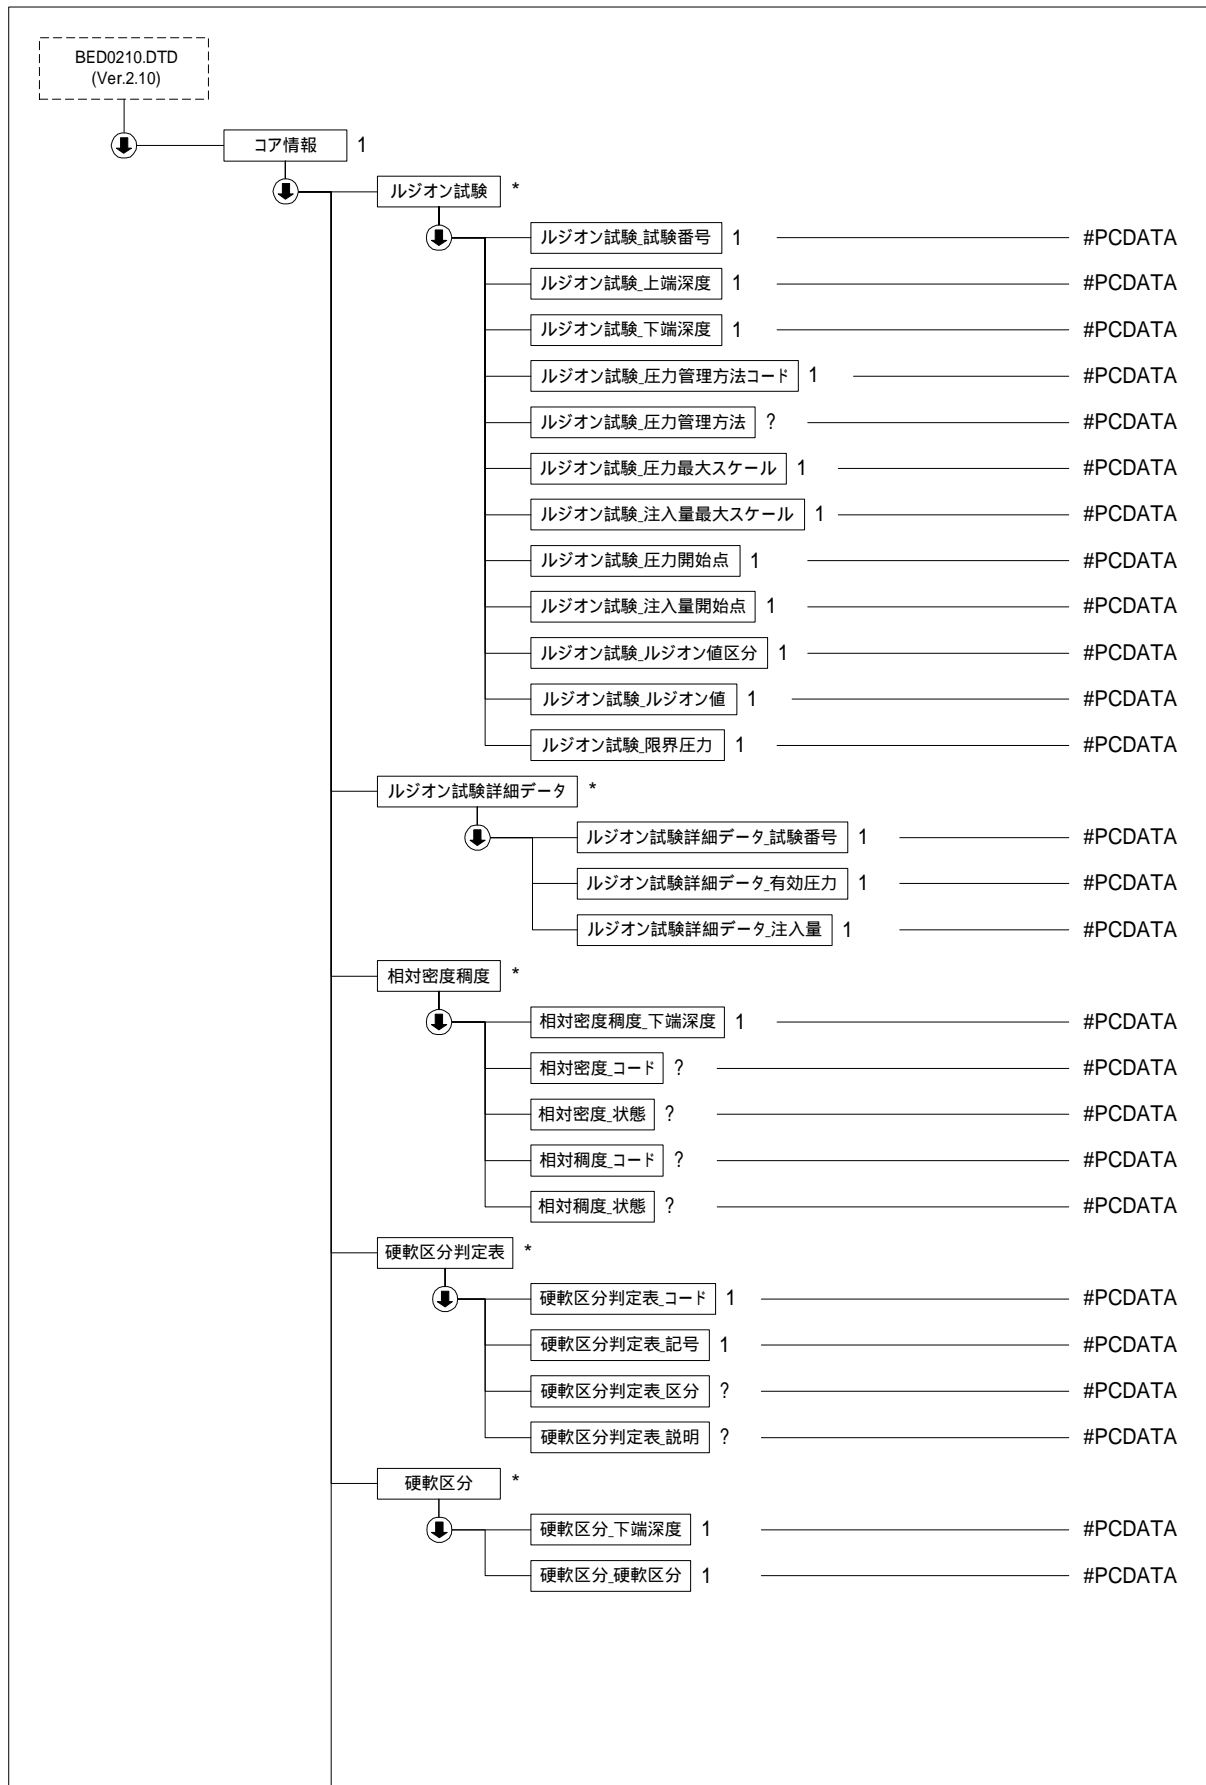 BED0210.DTD
(Ver.2.10)
コア情報 1
ルジオン試験 *
ルジオン試験_試験番号 1 #PCDATA
ルジオン試験_上端深度 1 #PCDATA
ルジオン試験_下端深度 1 #PCDATA
ルジオン試験_圧力管理方法コード 1 #PCDATA
ルジオン試験_圧力管理方法 ? #PCDATA
ルジオン試験_圧力最大スケール 1 #PCDATA
ルジオン試験_注入量最大スケール 1 #PCDATA
ルジオン試験_圧力開始点 1 #PCDATA
ルジオン試験_注入量開始点 1 #PCDATA
ルジオン試験_ルジオン値区分 1 #PCDATA
ルジオン試験_ルジオン値 1 #PCDATA
ルジオン試験_限界圧力 1 #PCDATA
ルジオン試験詳細データ *
ルジオン試験詳細データ_試験番号 1 #PCDATA
ルジオン試験詳細データ_有効圧力 1 #PCDATA
ルジオン試験詳細データ_注入量 1 #PCDATA
相対密度稠度 *
相対密度稠度_下端深度 1 #PCDATA
相対密度_コード ? #PCDATA
相対密度_状態 ? #PCDATA
相対稠度_コード ? #PCDATA
相対稠度_状態 ? #PCDATA
硬軟区分判定表 *
硬軟区分判定表_コード 1 #PCDATA
硬軟区分判定表_記号 1 #PCDATA
硬軟区分判定表_区分 ? #PCDATA
硬軟区分判定表_説明 ? #PCDATA
硬軟区分 *
硬軟区分_下端深度 1 #PCDATA
硬軟区分_硬軟区分 1 #PCDATA